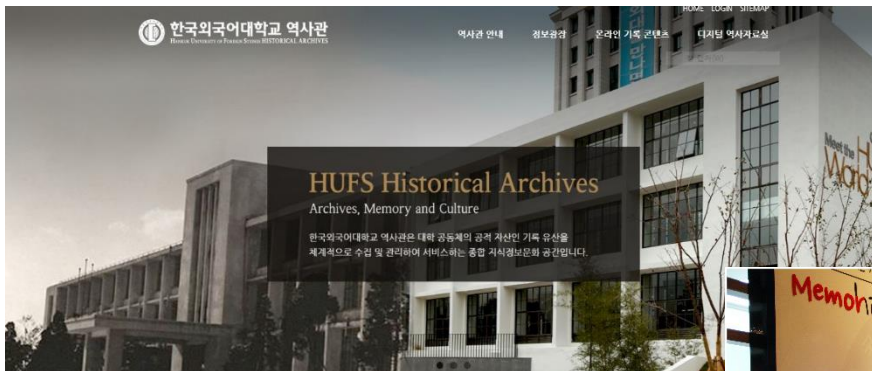 HOME LOGIN SITEMAP
한국외국어대학교 역사관
HANKUK UNIVERSITY OF FOREIGN STUDIES HISTORICAL ARCHIVES
역사관 안내 정보광장 온라인 기록 콘텐츠 디지털 역사자료실
Meet the
World
HUFS Historical Archives
Archives, Memory and Culture
한국외국어대학교 역사관은 대학 공동체의 공적 자산인 기록 유산을
체계적으로 수집 및 관리하여 서비스하는 종합 지식정보문화 공간입니다.